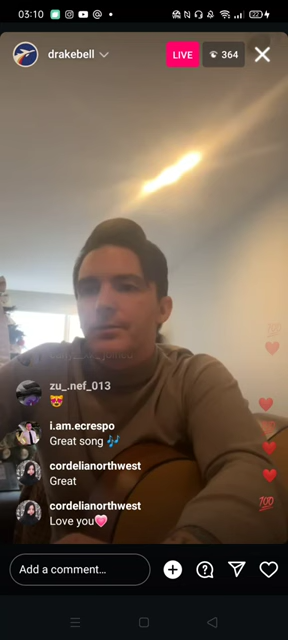 03:10
22
drakebell
LIVE
364
joined
zu_.nef_013
😻
i.am.ecrespo
Great song 🎶
cordelianorthwest
Great
cordelianorthwest
Love you💗
💯
Add a comment…